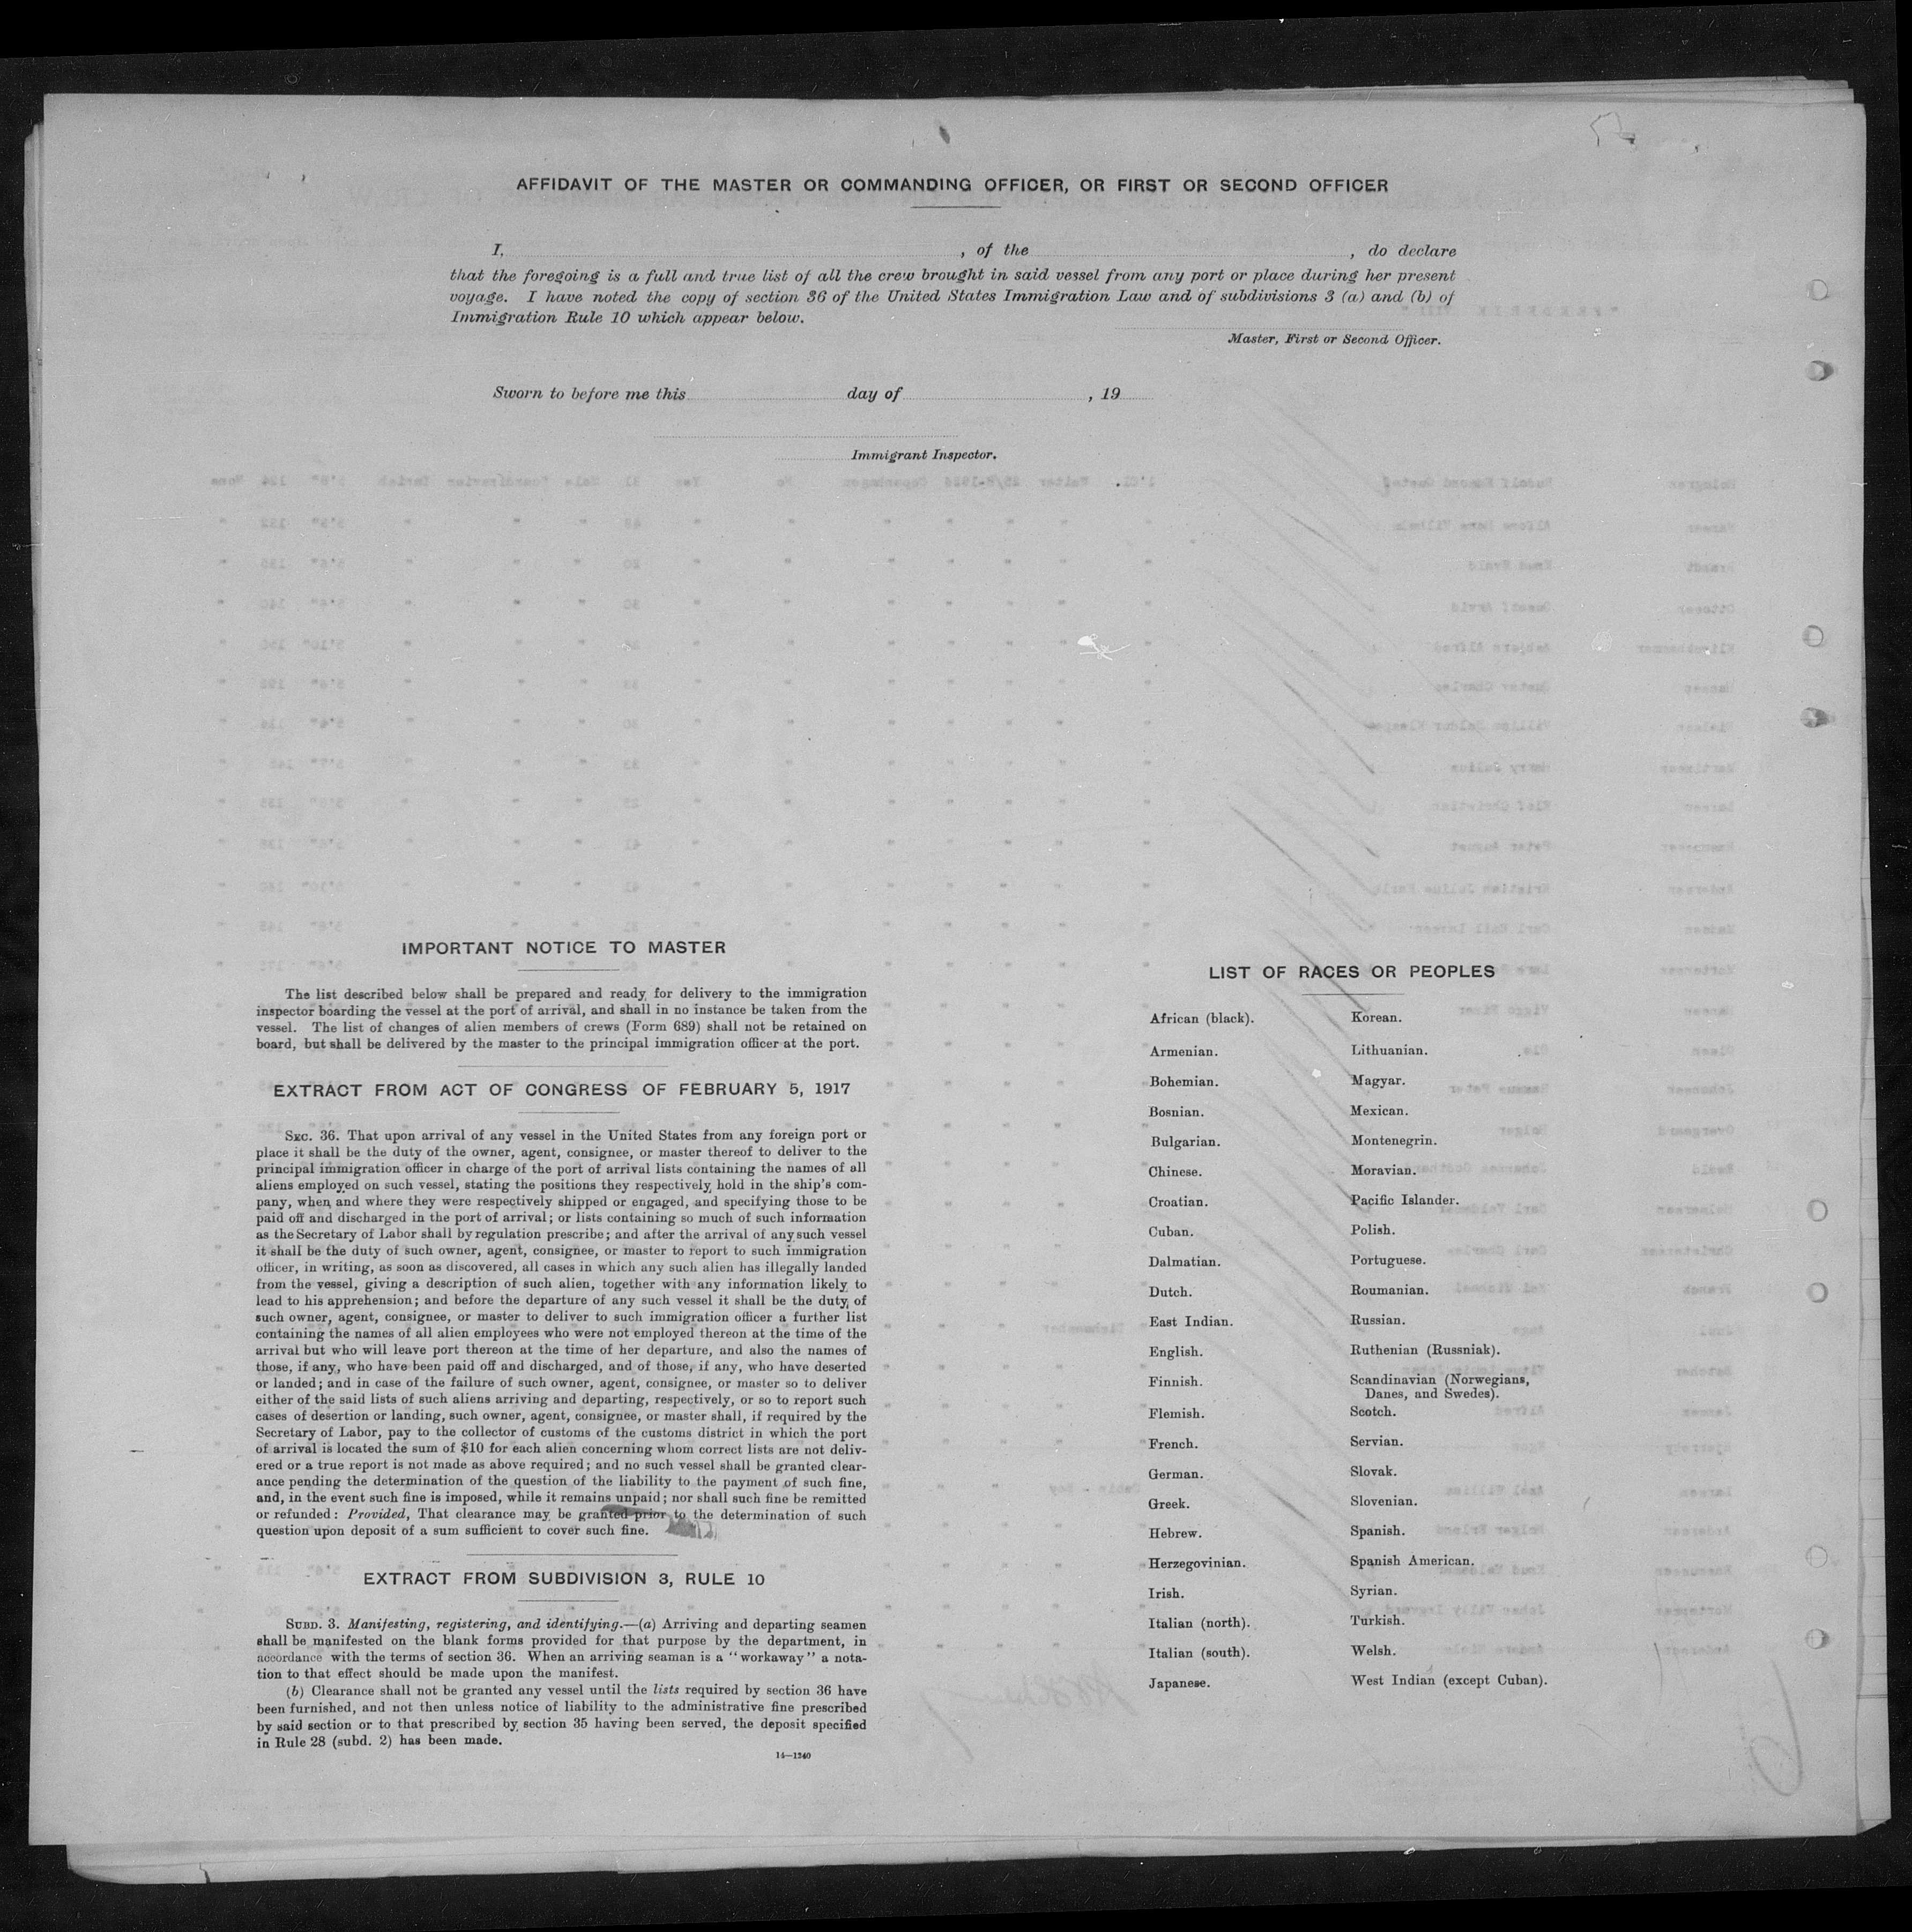 AFFIDAVIT OF THE MASTER OR COMMANDING OFFICER, OR FIRST OR SECOND OFFICER
I, , of the , do declare
that the foregoing is a full and true list of all the crew brought in said vessel from any port or place during her present
voyage. I have noted the copy of section 36 of the United States Immigration Law and of subdivisions 3 (a) and (b) of
Immigration Rule 10 which appear below.
Master, First or Second Officer.
Sworn to before me this day of , 19
Immigrant Inspector.
IMPORTANT NOTICE TO MASTER
The list described below shall be prepared and ready for delivery to the immigration
inspector boarding the vessel at the port of arrival, and shall in no instance be taken from the
vessel. The list of changes of alien members of crews (Form 689) shall not be retained on
board, but shall be delivered by the master to the principal immigration officer at the port.
EXTRACT FROM ACT OF CONGRESS OF FEBRUARY 5, 1917
SEC. 36. That upon arrival of any vessel in the United States from any foreign port or
place it shall be the duty of the owner, agent, consignee, or master thereof to deliver to the
principal immigration officer in charge of the port of arrival lists containing the names of all
aliens employed on such vessel, stating the positions they respectively hold in the ship's com-
pany, when and where they were respectively shipped or engaged, and specifying those to be
paid off and discharged in the port of arrival; or lists containing so much of such information
as the Secretary of Labor shall by regulation prescribe; and after the arrival of any such vessel
it shall be the duty of such owner, agent, consignee, or master to report to such immigration
officer, in writing, as soon as discovered, all cases in which any such alien has illegally landed
from the vessel, giving a description of such alien, together with any information likely to
lead to his apprehension; and before the departure of any such vessel it shall be the duty of
such owner, agent, consignee, or master to deliver to such immigration officer a further list
containing the names of all alien employees who were not employed thereon at the time of the
arrival but who will leave port thereon at the time of her departure, and also the names of
those, if any, who have been paid off and discharged, and of those, if any, who have deserted
or landed; and in case of the failure of such owner, agent, consignee, or master so to deliver
either of the said lists of such aliens arriving and departing, respectively, or so to report such
cases of desertion or landing, such owner, agent, consignee, or master shall, if required by the
Secretary of Labor, pay to the collector of customs of the customs district in which the port
of arrival is located the sum of $10 for each alien concerning whom correct lists are not deliv-
ered or a true report is not made as above required; and no such vessel shall be granted clear-
ance pending the determination of the question of the liability to the payment of such fine,
and, in the event such fine is imposed, while it remains unpaid; nor shall such fine be remitted
or refunded: Provided, That clearance may be granted prior to the determination of such
question upon deposit of a sum sufficient to cover such fine.
EXTRACT FROM SUBDIVISION 3, RULE 10
SUBD. 3. Manifesting, registering, and identifying.—(a) Arriving and departing seamen
shall be manifested on the blank forms provided for that purpose by the department, in
accordance with the terms of section 36. When an arriving seaman is a "workaway" a nota-
tion to that effect should be made upon the manifest.
(b) Clearance shall not be granted any vessel until the lists required by section 36 have
been furnished, and not then unless notice of liability to the administrative fine prescribed
by said section or to that prescribed by section 35 having been served, the deposit specified
in Rule 28 (subd. 2) has been made.
14—1240
LIST OF RACES OR PEOPLES
African (black).
Armenian.
Bohemian.
Bosnian.
Bulgarian.
Chinese.
Croatian.
Cuban.
Dalmatian.
Dutch.
East Indian.
English.
Finnish.
Flemish.
French.
German.
Greek.
Hebrew.
Herzegovinian.
Irish.
Italian (north).
Italian (south).
Japanese.
Korean.
Lithuanian.
Magyar.
Mexican.
Montenegrin.
Moravian.
Pacific Islander.
Polish.
Portuguese.
Roumanian.
Russian.
Ruthenian (Russniak).
Scandinavian (Norwegians,
Danes, and Swedes).
Scotch.
Servian.
Slovak.
Slovenian.
Spanish.
Spanish American.
Syrian.
Turkish.
Welsh.
West Indian (except Cuban).